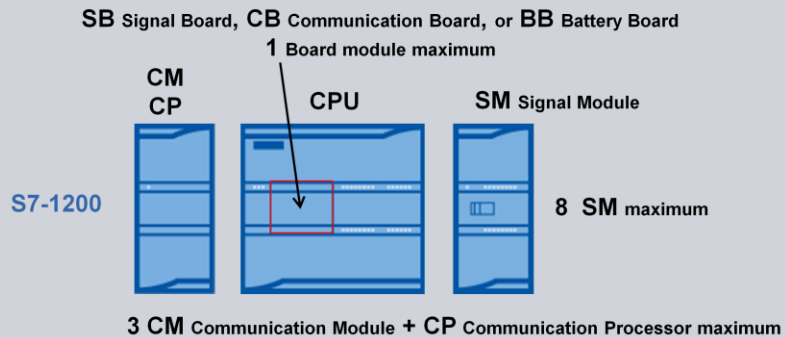 SB Signal Board, CB Communication Board, or BB Battery Board
1 Board module maximum
CM
CP
CPU
SM Signal Module
S7-1200
8 SM maximum
3 CM Communication Module + CP Communication Processor maximum